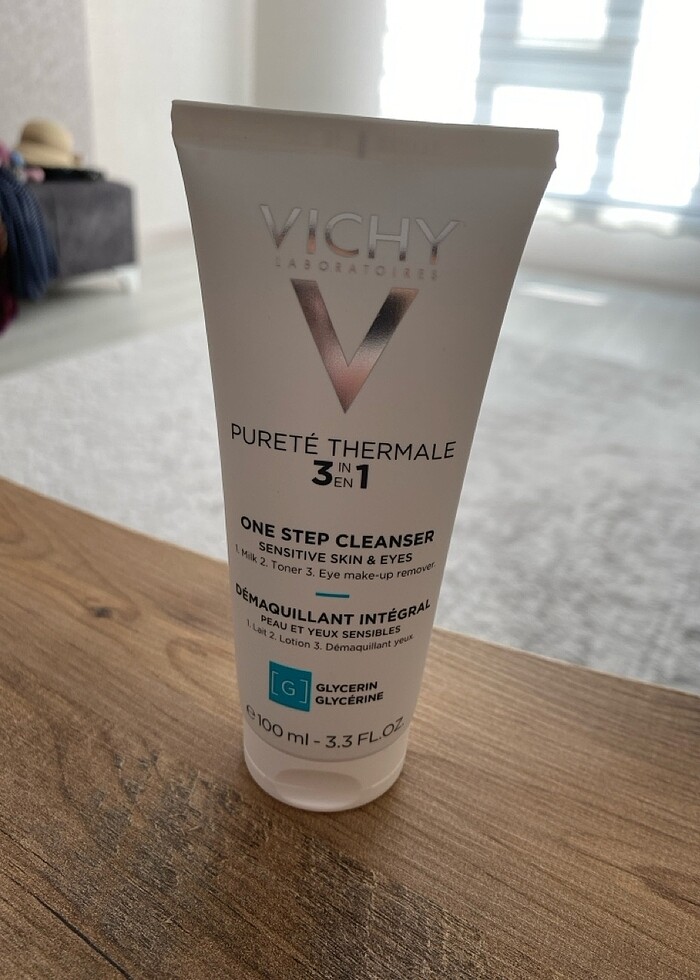 VICHY
LABORATOIRES
V
PURETÉ THERMALE
3 IN EN 1
ONE STEP CLEANSER
SENSITIVE SKIN & EYES
1. Milk 2. Toner 3. Eye make-up remover
DÉMAQUILLANT INTÉGRAL
PEAU ET YEUX SENSIBLES
1. Lait 2. Lotion 3. Démaquillant yeux
[G] GLYCERIN
GLYCÉRINE
e 100 ml - 3.3 FL.OZ.